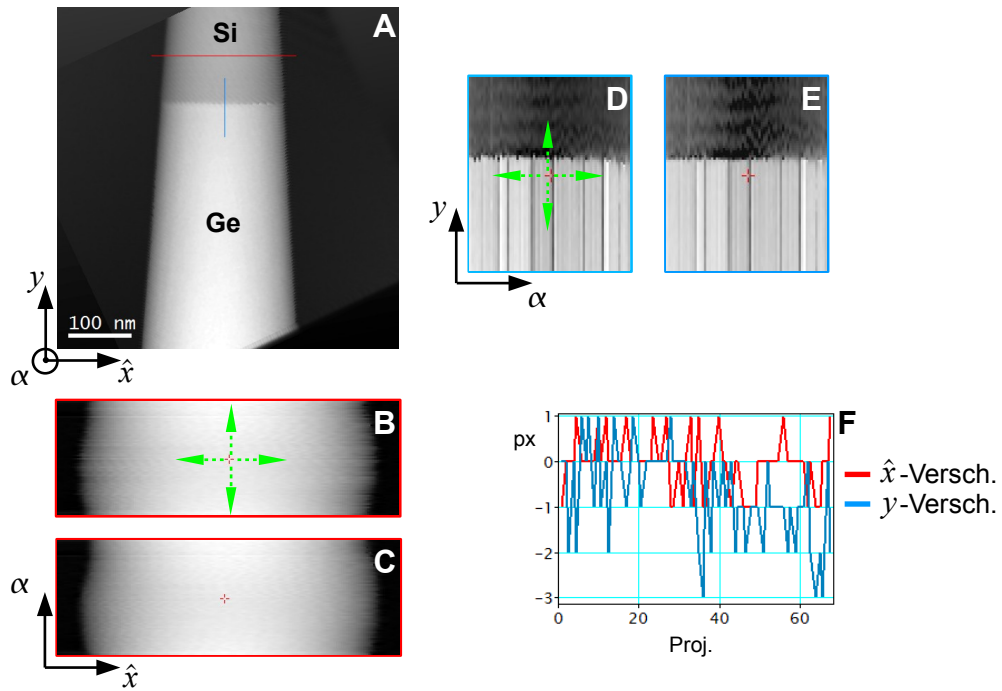 Si
A
Ge
100 nm
y
α
x̂
D
E
y
α
B
C
α
x̂
F
px
1
0
-1
-2
-3
0
20
40
60
Proj.
x̂-Versch.
y-Versch.